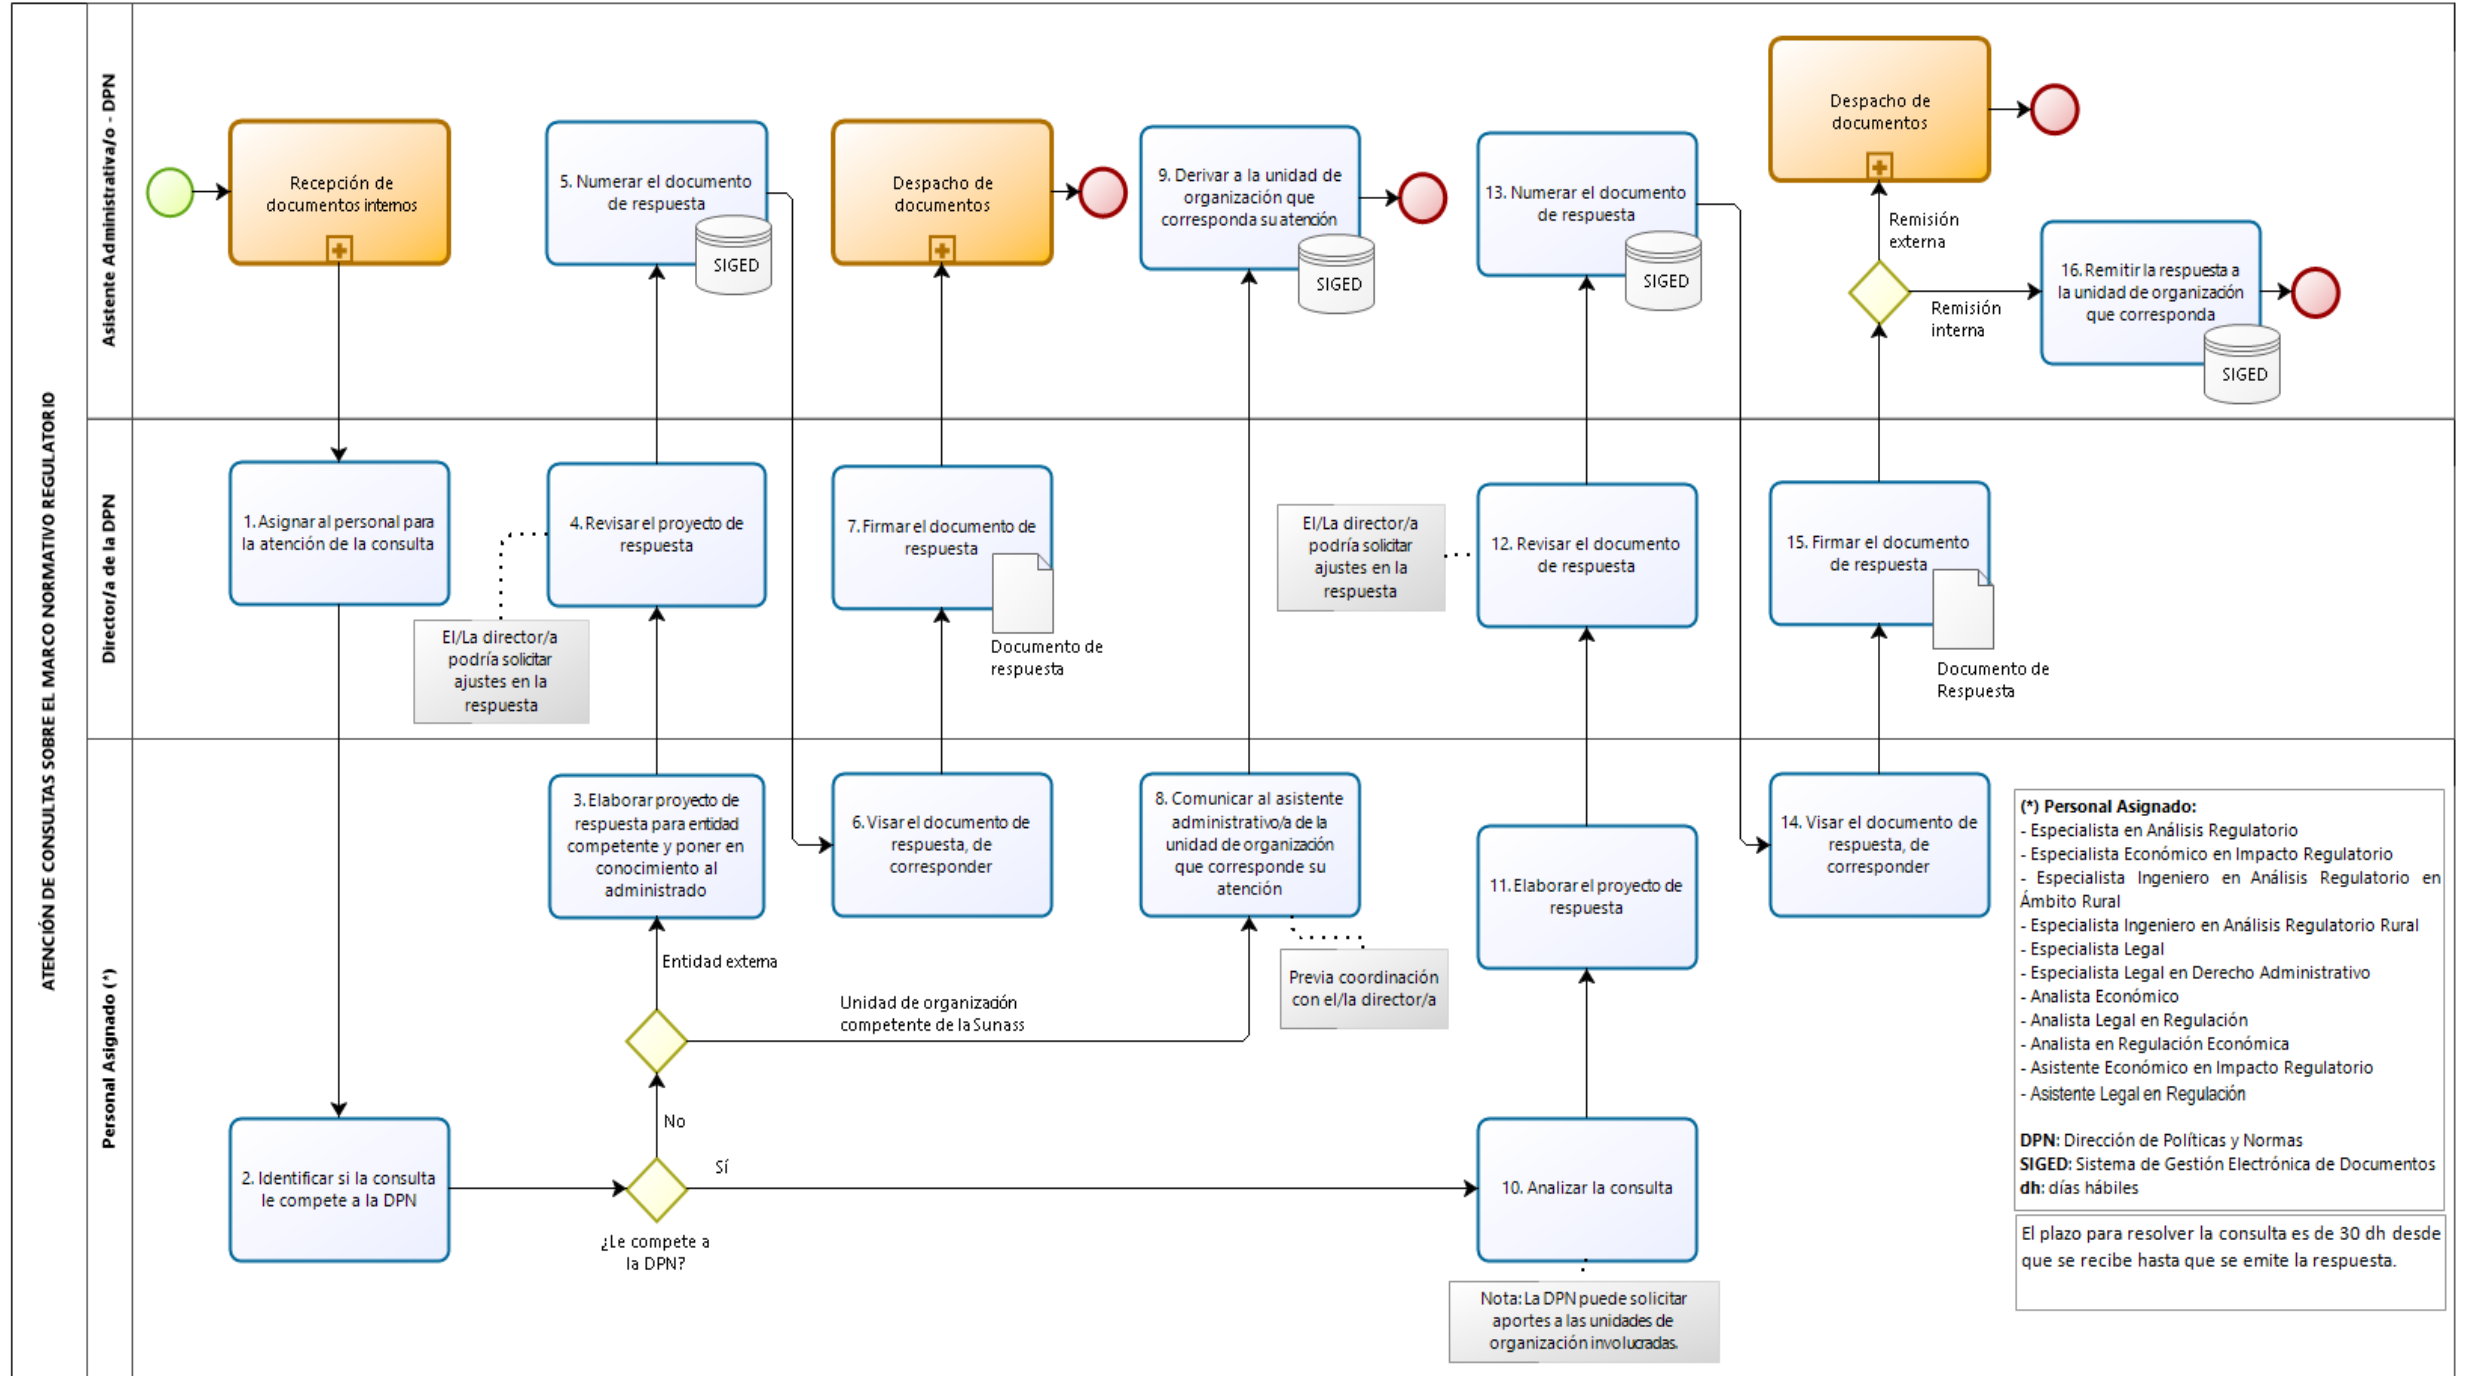 ATENCIÓN DE CONSULTAS SOBRE EL MARCO NORMATIVO REGULATORIO
Asistente Administrativa/o - DPN
Recepción de
documentos internos
5. Numerar el documento
de respuesta
SIGED
Despacho de
documentos
9. Derivar a la unidad de
organización que
corresponda su atención
SIGED
13. Numerar el documento
de respuesta
SIGED
Despacho de
documentos
Remisión
externa
Remisión
interna
16. Remitir la respuesta a
la unidad de organización
que corresponda
SIGED
Director/a de la DPN
1. Asignar al personal para
la atención de la consulta
4. Revisar el proyecto de
respuesta
El/La director/a
podría solicitar
ajustes en la
respuesta
7. Firmar el documento de
respuesta
Documento de
respuesta
El/La director/a
podría solicitar
ajustes en la
respuesta
12. Revisar el documento
de respuesta
15. Firmar el documento
de respuesta
Documento de
Respuesta
Personal Asignado (*)
2. Identificar si la consulta
le compete a la DPN
¿Le compete a
la DPN?
No
Sí
Entidad externa
Unidad de organización
competente de la Sunass
3. Elaborar proyecto de
respuesta para entidad
competente y poner en
conocimiento al
administrado
6. Visar el documento de
respuesta, de
corresponder
8. Comunicar al asistente
administrativo/a de la
unidad de organización
que corresponde su
atención
Previa coordinación
con el/la director/a
10. Analizar la consulta
Nota: La DPN puede solicitar
aportes a las unidades de
organización involucradas.
11. Elaborar el proyecto de
respuesta
14. Visar el documento de
respuesta, de
corresponder
(*) Personal Asignado:
- Especialista en Análisis Regulatorio
- Especialista Económico en Impacto Regulatorio
- Especialista Ingeniero en Análisis Regulatorio en
Ámbito Rural
- Especialista Ingeniero en Análisis Regulatorio Rural
- Especialista Legal
- Especialista Legal en Derecho Administrativo
- Analista Económico
- Analista Legal en Regulación
- Analista en Regulación Económica
- Asistente Económico en Impacto Regulatorio
- Asistente Legal en Regulación
DPN: Dirección de Políticas y Normas
SIGED: Sistema de Gestión Electrónica de Documentos
dh: días hábiles
El plazo para resolver la consulta es de 30 dh desde
que se recibe hasta que se emite la respuesta.